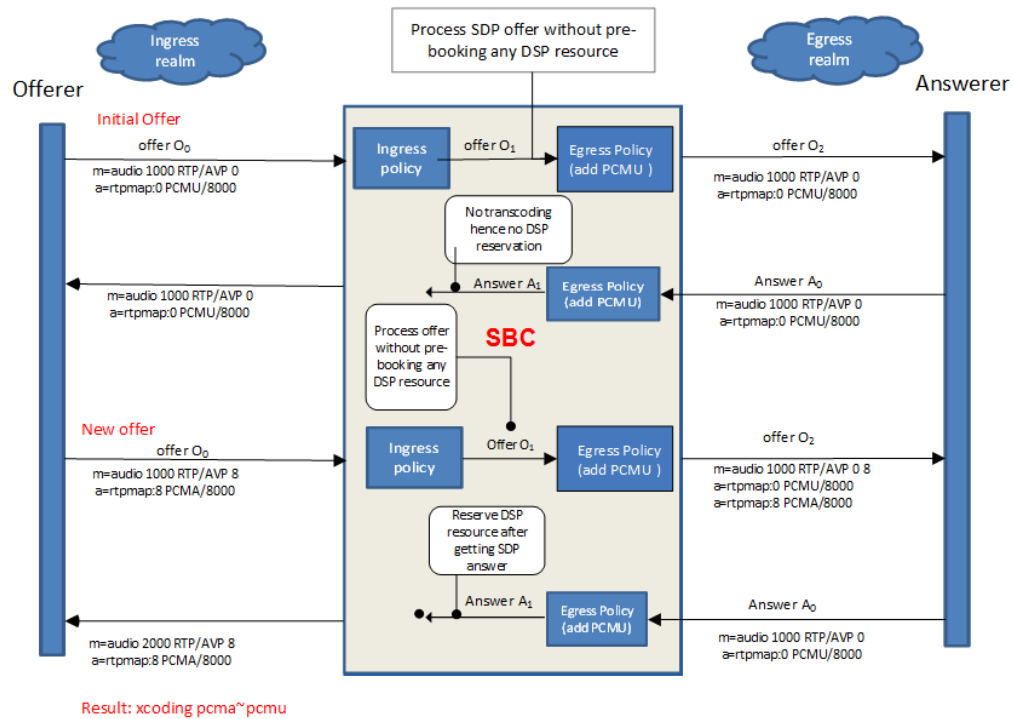 Process SDP offer without pre-
booking any DSP resource
Ingress
realm
Egress
realm
Offerer
Answerer
Initial Offer
offer O₀
m=audio 1000 RTP/AVP 0
a=rtpmap:0 PCMU/8000
Ingress
policy
offer O₁
Egress Policy
(add PCMU )
offer O₂
m=audio 1000 RTP/AVP 0
a=rtpmap:0 PCMU/8000
No transcoding
hence no DSP
reservation
m=audio 1000 RTP/AVP 0
a=rtpmap:0 PCMU/8000
Answer A₁
Egress Policy
(add PCMU)
Answer A₀
m=audio 1000 RTP/AVP 0
a=rtpmap:0 PCMU/8000
Process offer
without pre-
booking any
DSP resource
SBC
New offer
offer O₀
m=audio 1000 RTP/AVP 8
a=rtpmap:8 PCMA/8000
Ingress
policy
Offer O₁
Egress Policy
(add PCMU )
offer O₂
m=audio 1000 RTP/AVP 0 8
a=rtpmap:0 PCMU/8000
a=rtpmap:8 PCMA/8000
Reserve DSP
resource after
getting SDP
answer
Answer A₁
Egress Policy
(add PCMU)
Answer A₀
m=audio 1000 RTP/AVP 0
a=rtpmap:0 PCMU/8000
m=audio 2000 RTP/AVP 8
a=rtpmap:8 PCMA/8000
Result: xcoding pcma~pcmu